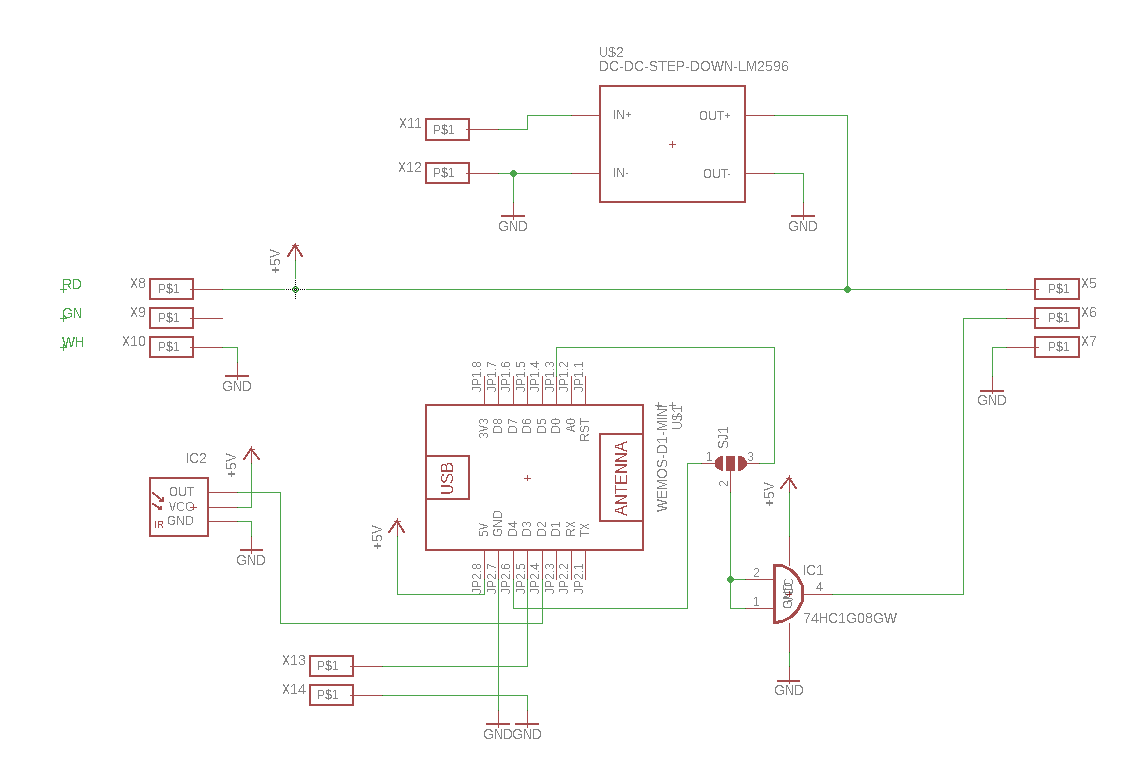 U$2
DC-DC-STEP-DOWN-LM2596
X11
P$1
IN+
OUT+
X12
P$1
IN-
OUT-
GND
GND
+5V
RD
X8
P$1
P$1
X5
GN
X9
P$1
P$1
X6
WH
X10
P$1
P$1
X7
GND
GND
JP1.8
JP1.7
JP1.6
JP1.5
JP1.4
JP1.3
JP1.2
JP1.1
3V3
D8
D7
D6
D5
D0
A0
RST
USB
ANTENNA
WEMOS-D1-MINI
U$1
5V
GND
D4
D3
D2
D1
RX
TX
JP2.8
JP2.7
JP2.6
JP2.5
JP2.4
JP2.3
JP2.2
JP2.1
+5V
IC2
+5V
OUT
VCC
GND
IR
GND
SJ1
1
3
2
+5V
IC1
2
1
4
GND
74HC1G08GW
GND
X13
P$1
X14
P$1
GND
GND